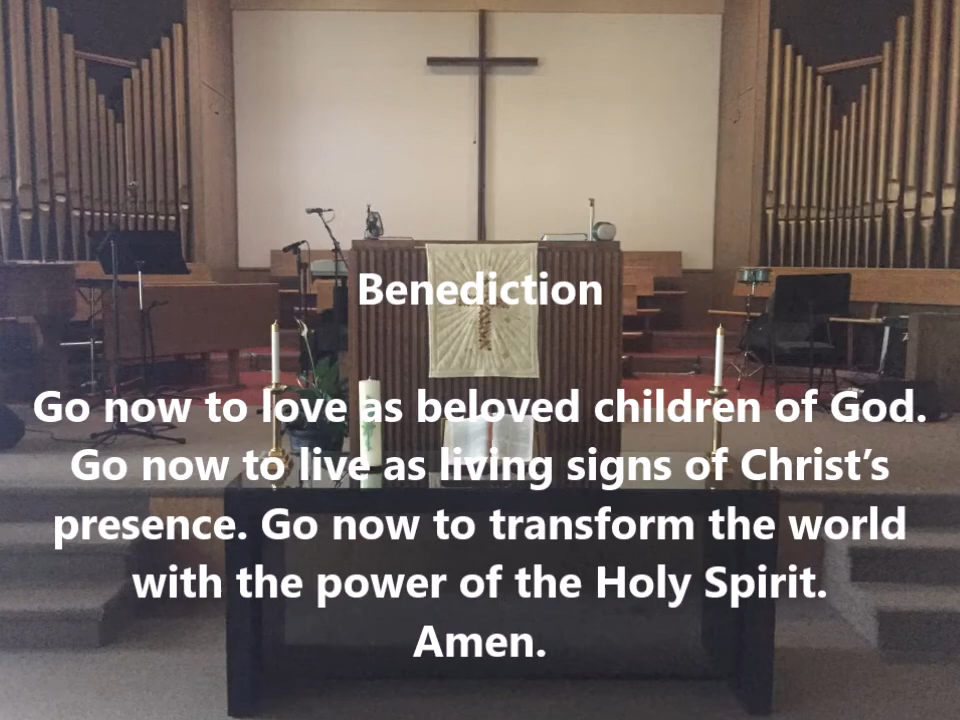 Benediction
Go now to love as beloved children of God.
Go now to live as living signs of Christ’s
presence. Go now to transform the world
with the power of the Holy Spirit.
Amen.